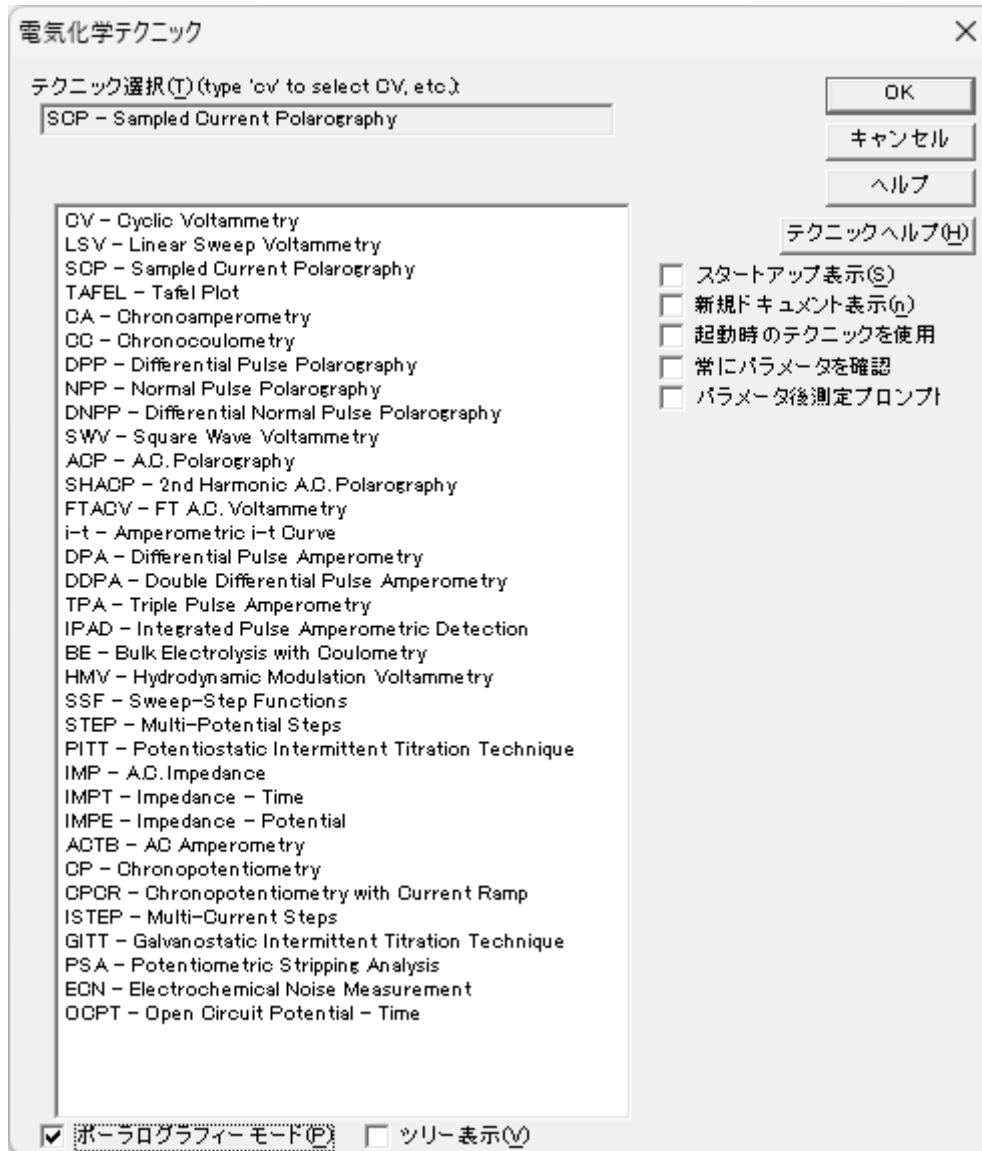 電気化学テクニック
テクニック選択(T) (type 'cv' to select CV, etc.):
SCP - Sampled Current Polarography
OK
キャンセル
ヘルプ
テクニックヘルプ(H)
CV - Cyclic Voltammetry
LSV - Linear Sweep Voltammetry
SCP - Sampled Current Polarography
TAFEL - Tafel Plot
CA - Chronoamperometry
CC - Chronocoulometry
DPP - Differential Pulse Polarography
NPP - Normal Pulse Polarography
DNPP - Differential Normal Pulse Polarography
SWV - Square Wave Voltammetry
ACP - A.C. Polarography
SHACP - 2nd Harmonic A.C. Polarography
FTACV - FT A.C. Voltammetry
i-t - Amperometric i-t Curve
DPA - Differential Pulse Amperometry
DDPA - Double Differential Pulse Amperometry
TPA - Triple Pulse Amperometry
IPAD - Integrated Pulse Amperometric Detection
BE - Bulk Electrolysis with Coulometry
HMV - Hydrodynamic Modulation Voltammetry
SSF - Sweep-Step Functions
STEP - Multi-Potential Steps
PITT - Potentiostatic Intermittent Titration Technique
IMP - A.C. Impedance
IMPT - Impedance - Time
IMPE - Impedance - Potential
ACTB - AC Amperometry
CP - Chronopotentiometry
CPCR - Chronopotentiometry with Current Ramp
ISTEP - Multi-Current Steps
GITT - Galvanostatic Intermittent Titration Technique
PSA - Potentiometric Stripping Analysis
ECN - Electrochemical Noise Measurement
OCPT - Open Circuit Potential - Time
スタートアップ表示(S)
新規ドキュメント表示(n)
起動時のテクニックを使用
常にパラメータを確認
パラメータ後測定プロンプト
ポーラログラフィー モード(P)
ツリー表示(V)